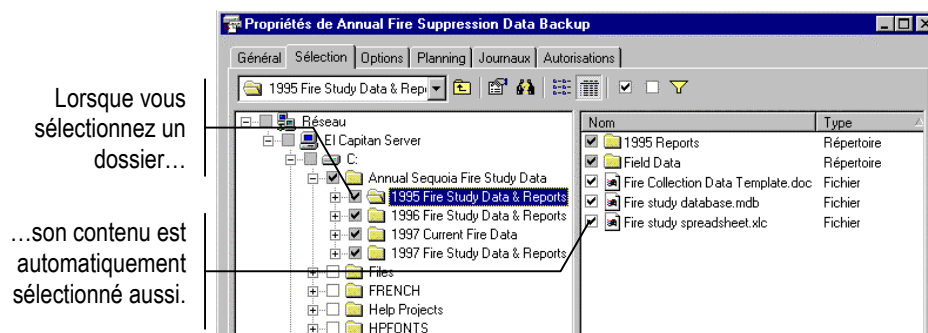 Propriétés de Annual Fire Suppression Data Backup
Général Sélection Options Planning Journaux Autorisations
1995 Fire Study Data & Rep
Lorsque vous
sélectionnez un
dossier…
…son contenu est
automatiquement
sélectionné aussi.
Réseau
El Capitan Server
C:
Annual Sequoia Fire Study Data
1995 Fire Study Data & Reports
1996 Fire Study Data & Reports
1997 Current Fire Data
1997 Fire Study Data & Reports
Files
FRENCH
Help Projects
HPFONTS
Nom Type
1995 Reports Répertoire
Field Data Répertoire
Fire Collection Data Template.doc Fichier
Fire study database.mdb Fichier
Fire study spreadsheet.xlc Fichier